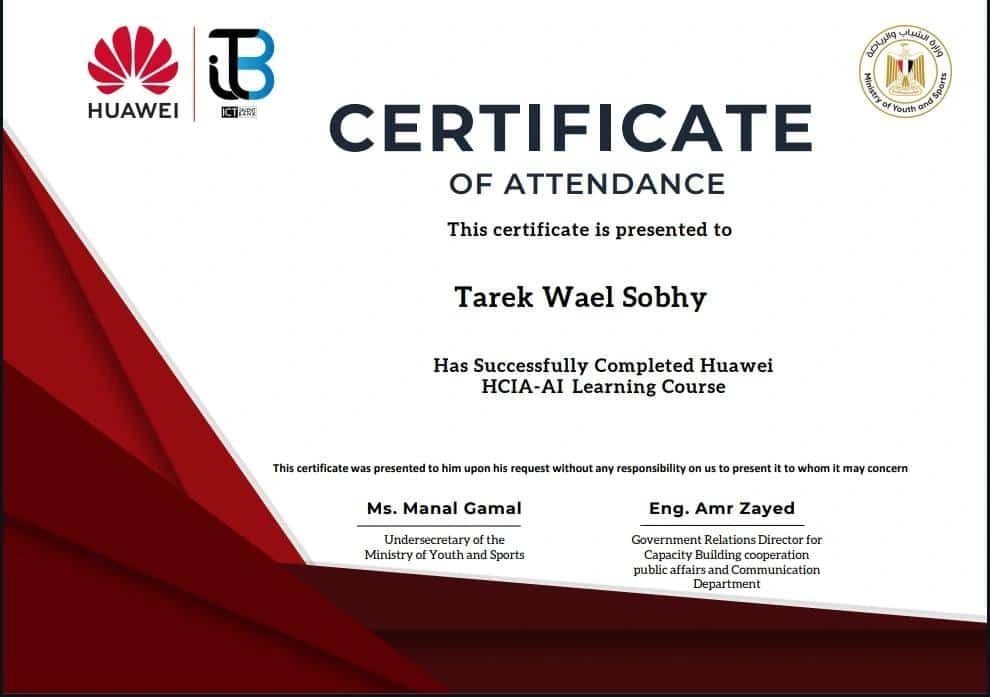 HUAWEI
ITB
ICT
وزارة الشباب والرياضة
Ministry of Youth and Sports
CERTIFICATE
OF ATTENDANCE
This certificate is presented to
Tarek Wael Sobhy
Has Successfully Completed Huawei
HCIA-AI Learning Course
This certificate was presented to him upon his request without any responsibility on us to present it to whom it may concern
Ms. Manal Gamal
Undersecretary of the
Ministry of Youth and Sports
Eng. Amr Zayed
Government Relations Director for
Capacity Building cooperation
public affairs and Communication
Department